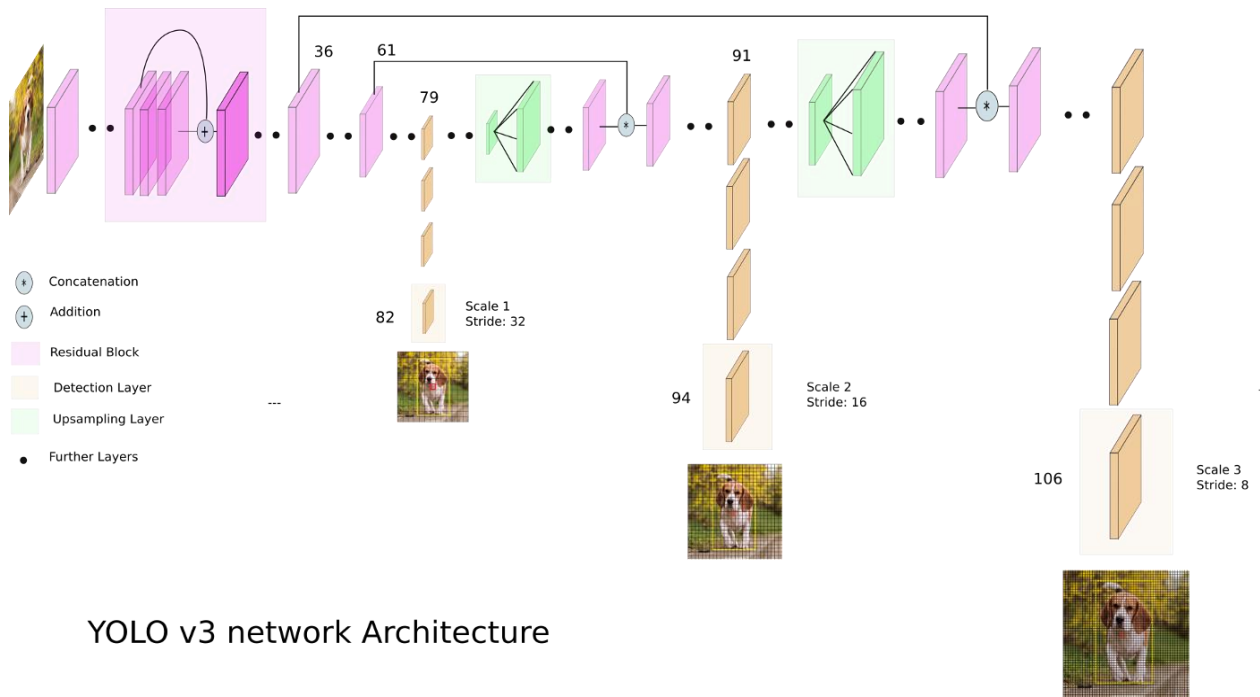 36
61
91
79
*
+
*
*
Concatenation
+
Addition
Residual Block
Detection Layer
Upsampling Layer
Further Layers
---
82
Scale 1
Stride: 32
94
Scale 2
Stride: 16
106
Scale 3
Stride: 8
YOLO v3 network Architecture